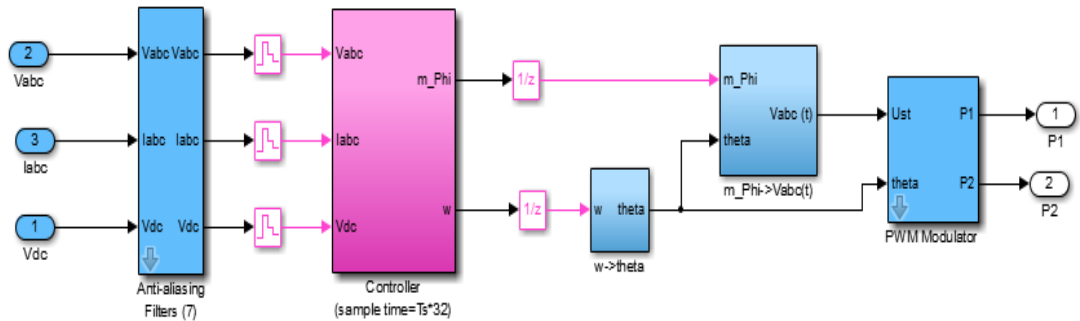 2
Vabc
3
Iabc
1
Vdc
Vabc Vabc
Iabc Iabc
Vdc Vdc
Anti-aliasing
Filters (7)
Vabc
Iabc
Vdc
m_Phi
w
Controller
(sample time=Ts*32)
1/z
1/z
w theta
w->theta
m_Phi
theta
Vabc (t)
m_Phi->Vabc(t)
Ust
theta
P1
P2
PWM Modulator
1
P1
2
P2